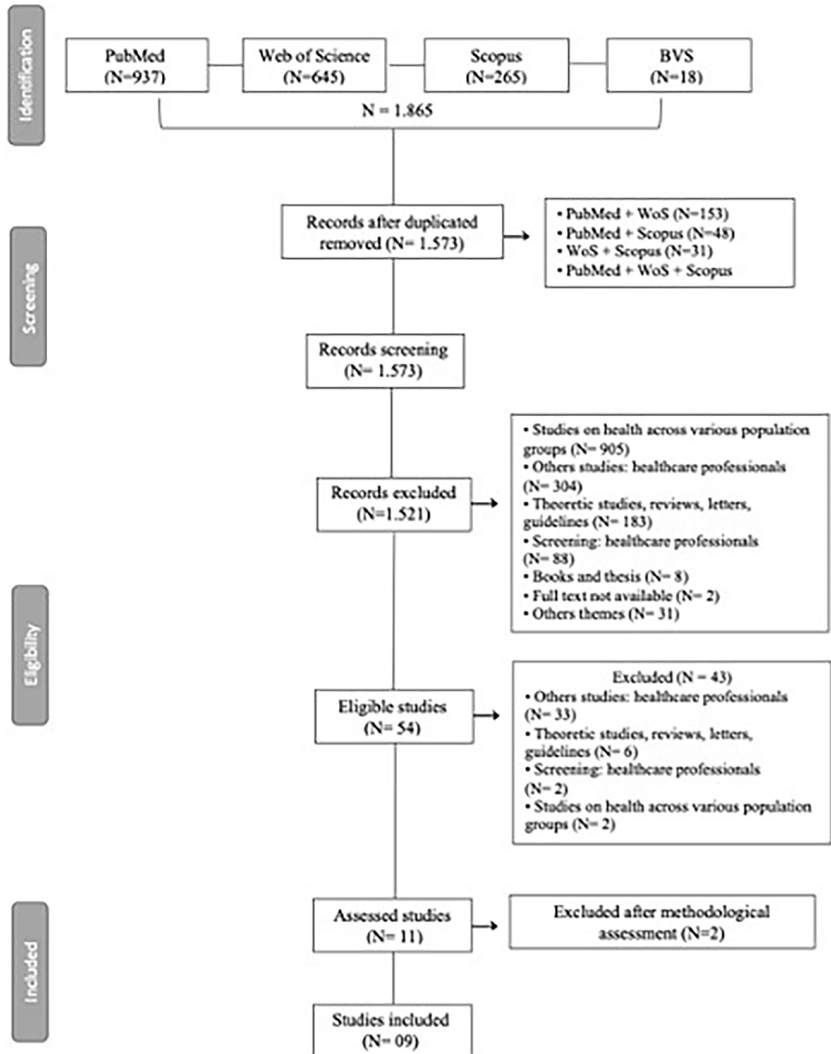 Identification
PubMed
(N=937)
Web of Science
(N=645)
Scopus
(N=265)
BVS
(N=18)
N = 1.865
Screening
Records after duplicated
removed (N= 1.573)
• PubMed + WoS (N=153)
• PubMed + Scopus (N=48)
• WoS + Scopus (N=31)
• PubMed + WoS + Scopus
Records screening
(N= 1.573)
Eligibility
Records excluded
(N=1.521)
• Studies on health across various population
groups (N= 905)
• Others studies: healthcare professionals
(N= 304)
• Theoretic studies, reviews, letters,
guidelines (N= 183)
• Screening: healthcare professionals
(N= 88)
• Books and thesis (N= 8)
• Full text not available (N= 2)
• Others themes (N= 31)
Eligible studies
(N= 54)
Excluded (N = 43)
• Others studies: healthcare professionals
(N= 33)
• Theoretic studies, reviews, letters,
guidelines (N= 6)
• Screening: healthcare professionals
(N= 2)
• Studies on health across various population
groups (N= 2)
Included
Assessed studies
(N= 11)
Excluded after methodological
assessment (N=2)
Studies included
(N= 09)